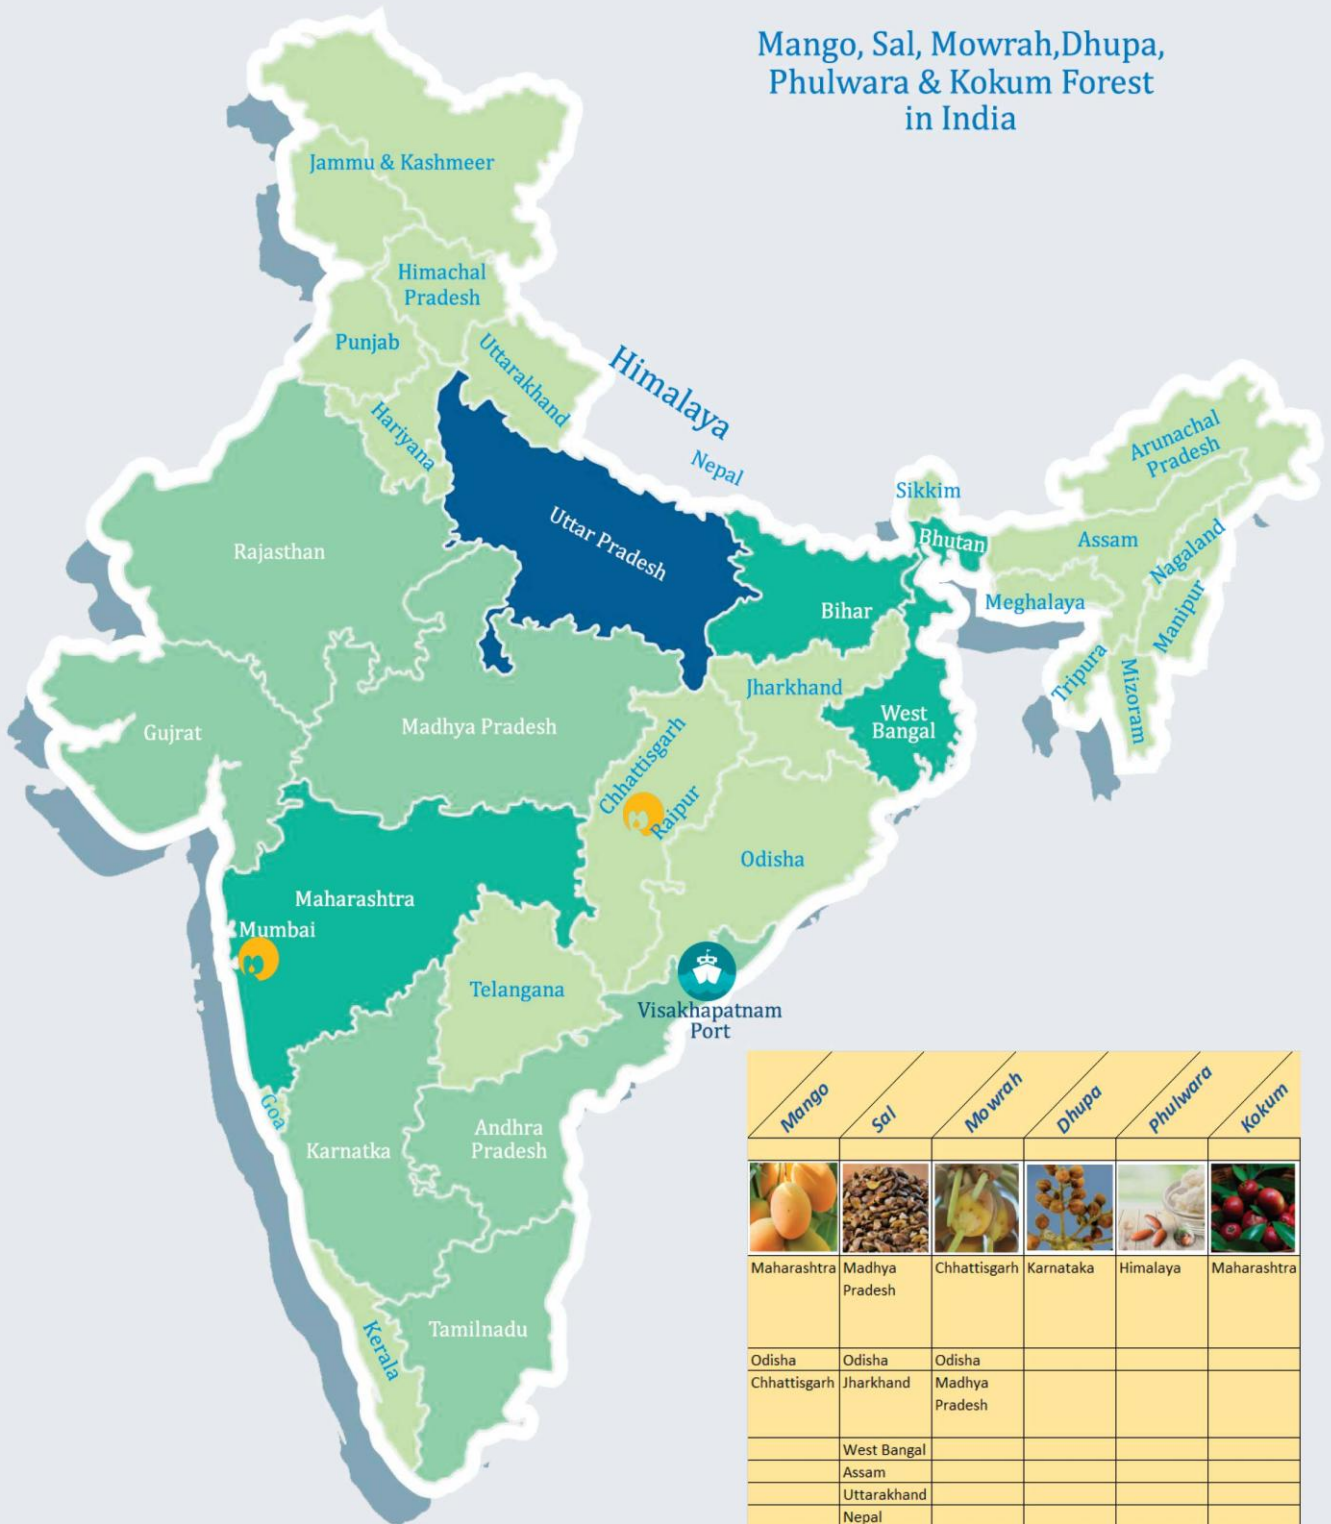 Mango, Sal, Mowrah,Dhupa,
Phulwara & Kokum Forest
in India
Jammu & Kashmeer
Himachal
Pradesh
Punjab
Uttarakhand
Hariyana
Himalaya
Nepal
Uttar Pradesh
Rajasthan
Sikkim
Bhutan
Arunachal
Pradesh
Assam
Nagaland
Meghalaya
Manipur
Tripura
Mizoram
Bihar
Jharkhand
West
Bangal
Gujrat
Madhya Pradesh
Chhattisgarh
Raipur
Odisha
Maharashtra
Mumbai
Telangana
Visakhapatnam
Port
Goa
Karnatka
Andhra
Pradesh
Kerala
Tamilnadu
Mango Sal Mowrah Dhupa Phulwara Kokum
Maharashtra Madhya Chhattisgarh Karnataka Himalaya Maharashtra
Pradesh
Odisha Odisha Odisha
Chhattisgarh Jharkhand Madhya
Pradesh
West Bangal
Assam
Uttarakhand
Nepal